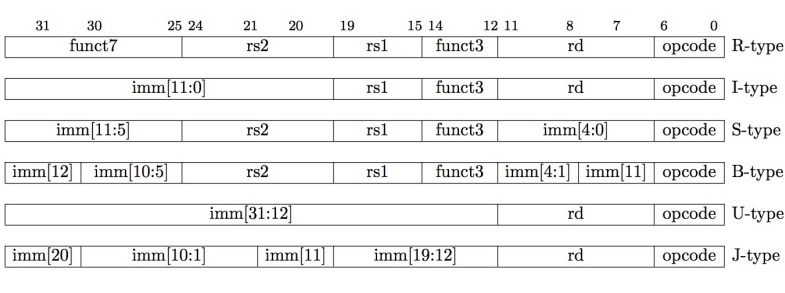 31 30 25 24 21 20 19 15 14 12 11 8 7 6 0
funct7 rs2 rs1 funct3 rd opcode R-type
imm[11:0] rs1 funct3 rd opcode I-type
imm[11:5] rs2 rs1 funct3 imm[4:0] opcode S-type
imm[12] imm[10:5] rs2 rs1 funct3 imm[4:1] imm[11] opcode B-type
imm[31:12] rd opcode U-type
imm[20] imm[10:1] imm[11] imm[19:12] rd opcode J-type